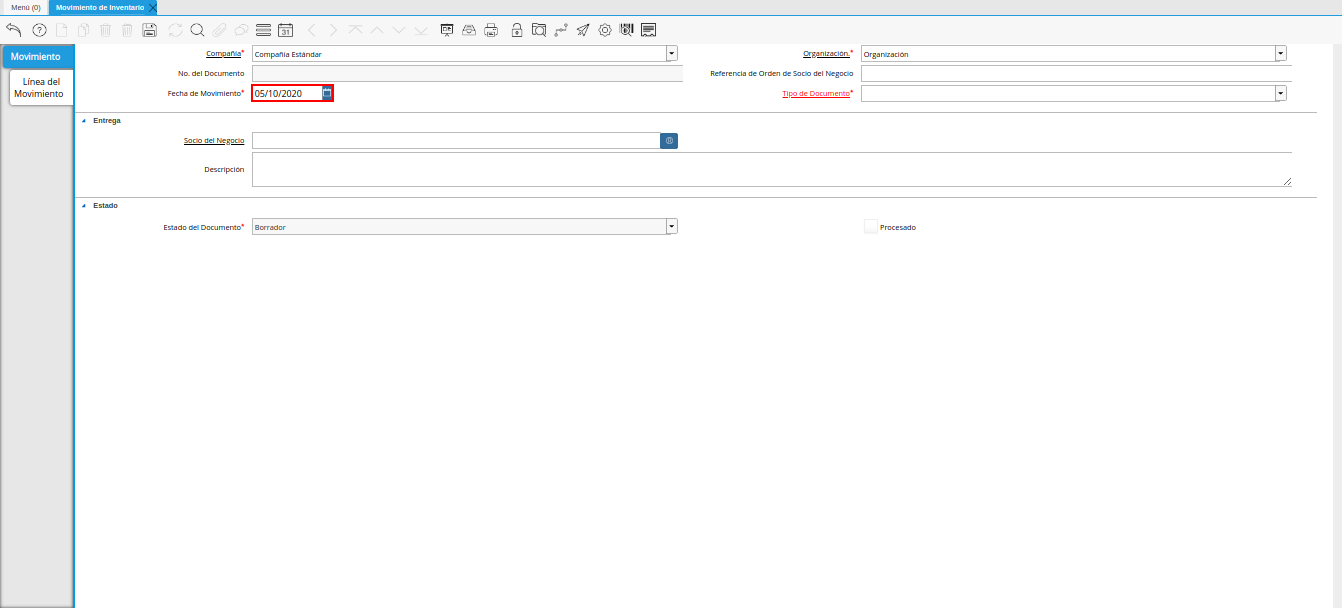 Menú (0) Movimiento de Inventario
31
Movimiento
Línea del
Movimiento
Compañía* Compañía Estándar Organización.* Organización
No. del Documento Referencia de Orden de Socio del Negocio
Fecha de Movimiento* 05/10/2020 Tipo de Documento*
Entrega
Socio del Negocio
Descripción
Estado
Estado del Documento* Borrador Procesado